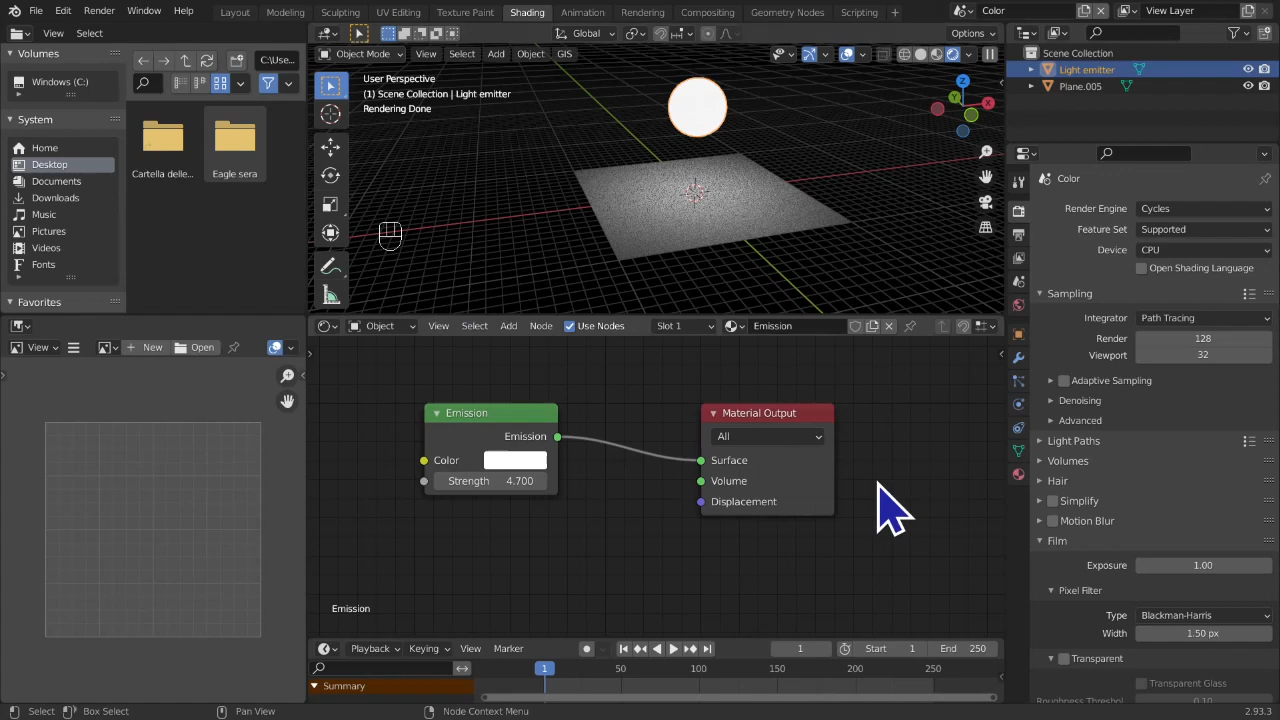 File Edit Render Window Help Layout Modeling Sculpting UV Editing Texture Paint Shading Animation Rendering Compositing Geometry Nodes Scripting + Color View Layer
View Select
Global Options
Volumes
Windows (C:)
System
Home
Desktop
Documents
Downloads
Music
Pictures
Videos
Fonts
Favorites
C:\Use...
Cartella delle...
Eagle sera
Object Mode View Select Add Object GIS
User Perspective
(1) Scene Collection | Light emitter
Rendering Done
Z
Y
X
Scene Collection
Light emitter
Plane.005
Color
Render Engine Cycles
Feature Set Supported
Device CPU
Open Shading Language
Sampling
Integrator Path Tracing
Render 128
Viewport 32
Adaptive Sampling
Denoising
Advanced
Light Paths
Volumes
Hair
Simplify
Motion Blur
Film
Exposure 1.00
Pixel Filter
Type Blackman-Harris
Width 1.50 px
Transparent
Transparent Glass
Roughness Threshol 0.10
View + New Open
Object View Select Add Node Use Nodes Slot 1 Emission
Emission
Emission
Color
Strength 4.700
Material Output
All
Surface
Volume
Displacement
Emission
Playback Keying View Marker 1 Start 1 End 250
1 50 100 150 200 250
Summary
Select Box Select Pan View Node Context Menu 2.93.3